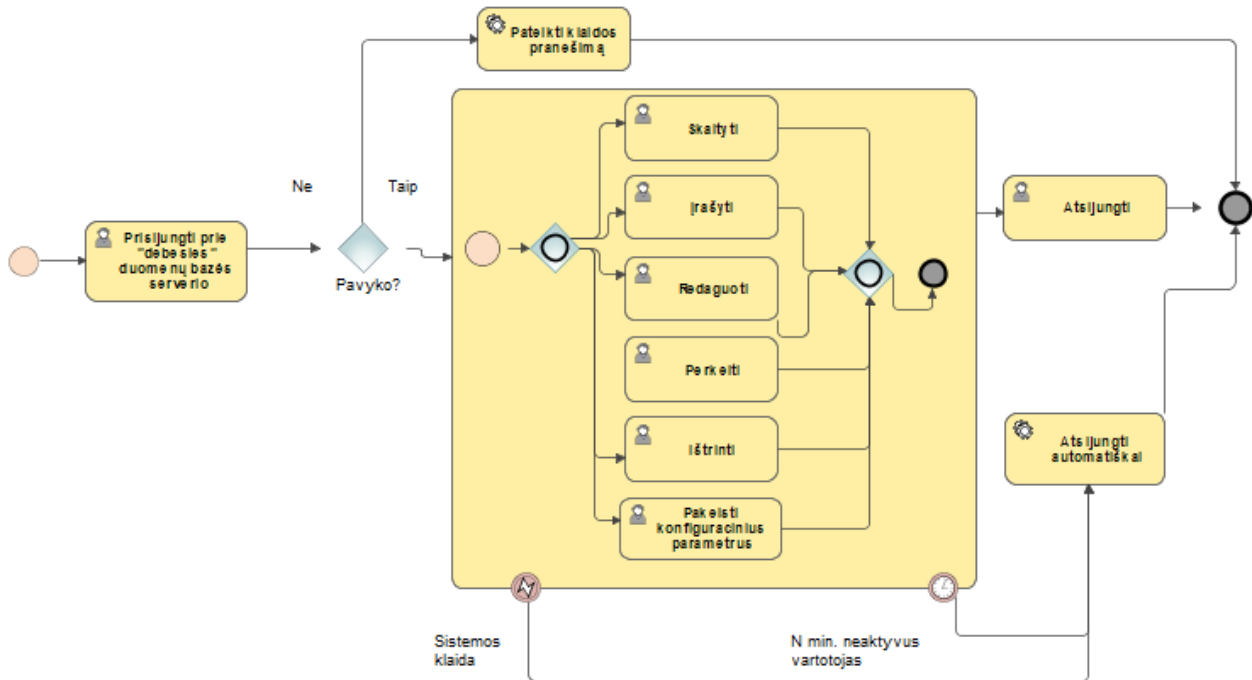 Pateikti klaidos
pranešimą
Skaityti
Ne
Taip
Įrašyti
Atsijungti
Prisijungti prie
"debesies"
duomenų bazės
serverio
Pavyko?
Redaguoti
Perkelti
Ištrinti
Atsijungti
automatiškai
Pakeisti
konfiguracinius
parametrus
Sistemos
klaida
N min. neaktyvus
vartotojas